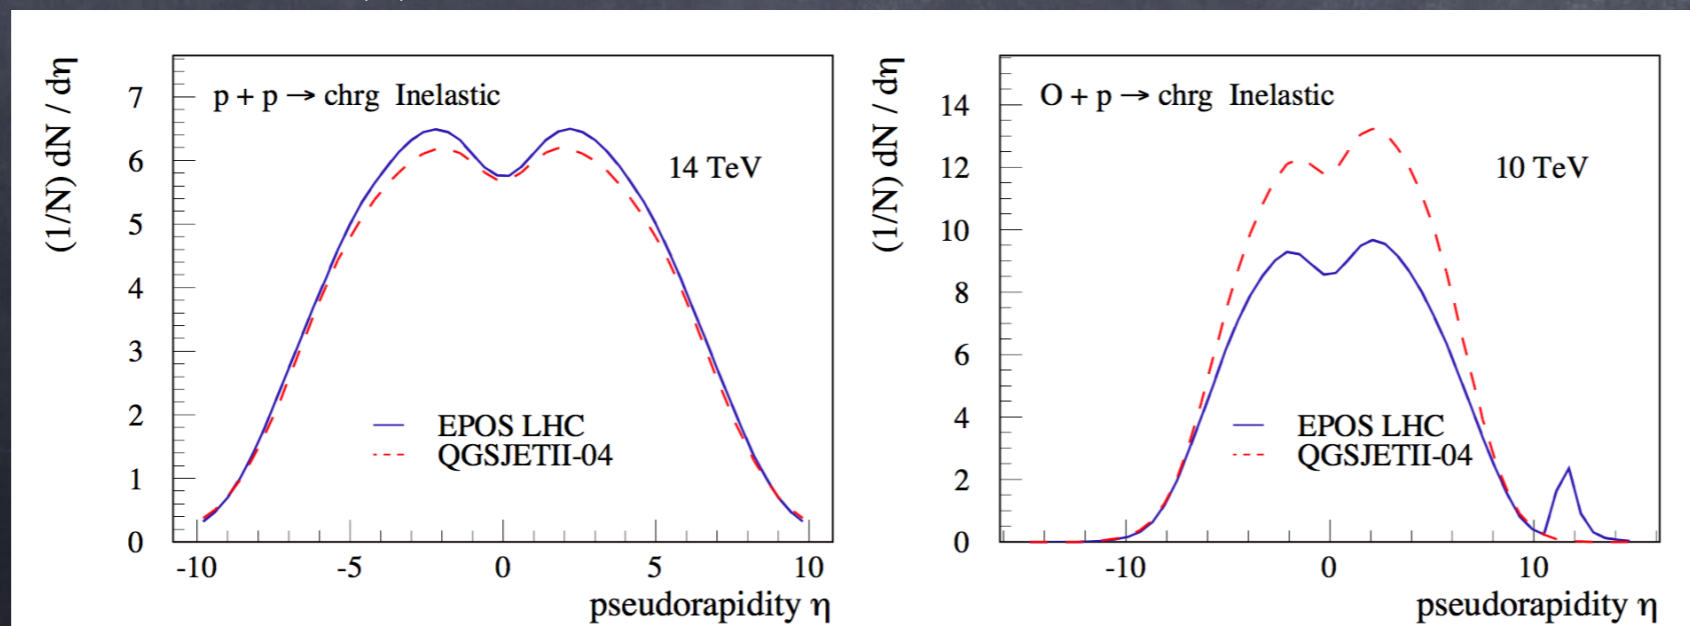 (1/N) dN / dη
p + p → chrg Inelastic
14 TeV
7
6
5
4
3
2
1
0
EPOS LHC
QGSJETII-04
-10 -5 0 5 10
pseudorapidity η
(1/N) dN / dη
O + p → chrg Inelastic
10 TeV
14
12
10
8
6
4
2
0
EPOS LHC
QGSJETII-04
-10 0 10
pseudorapidity η